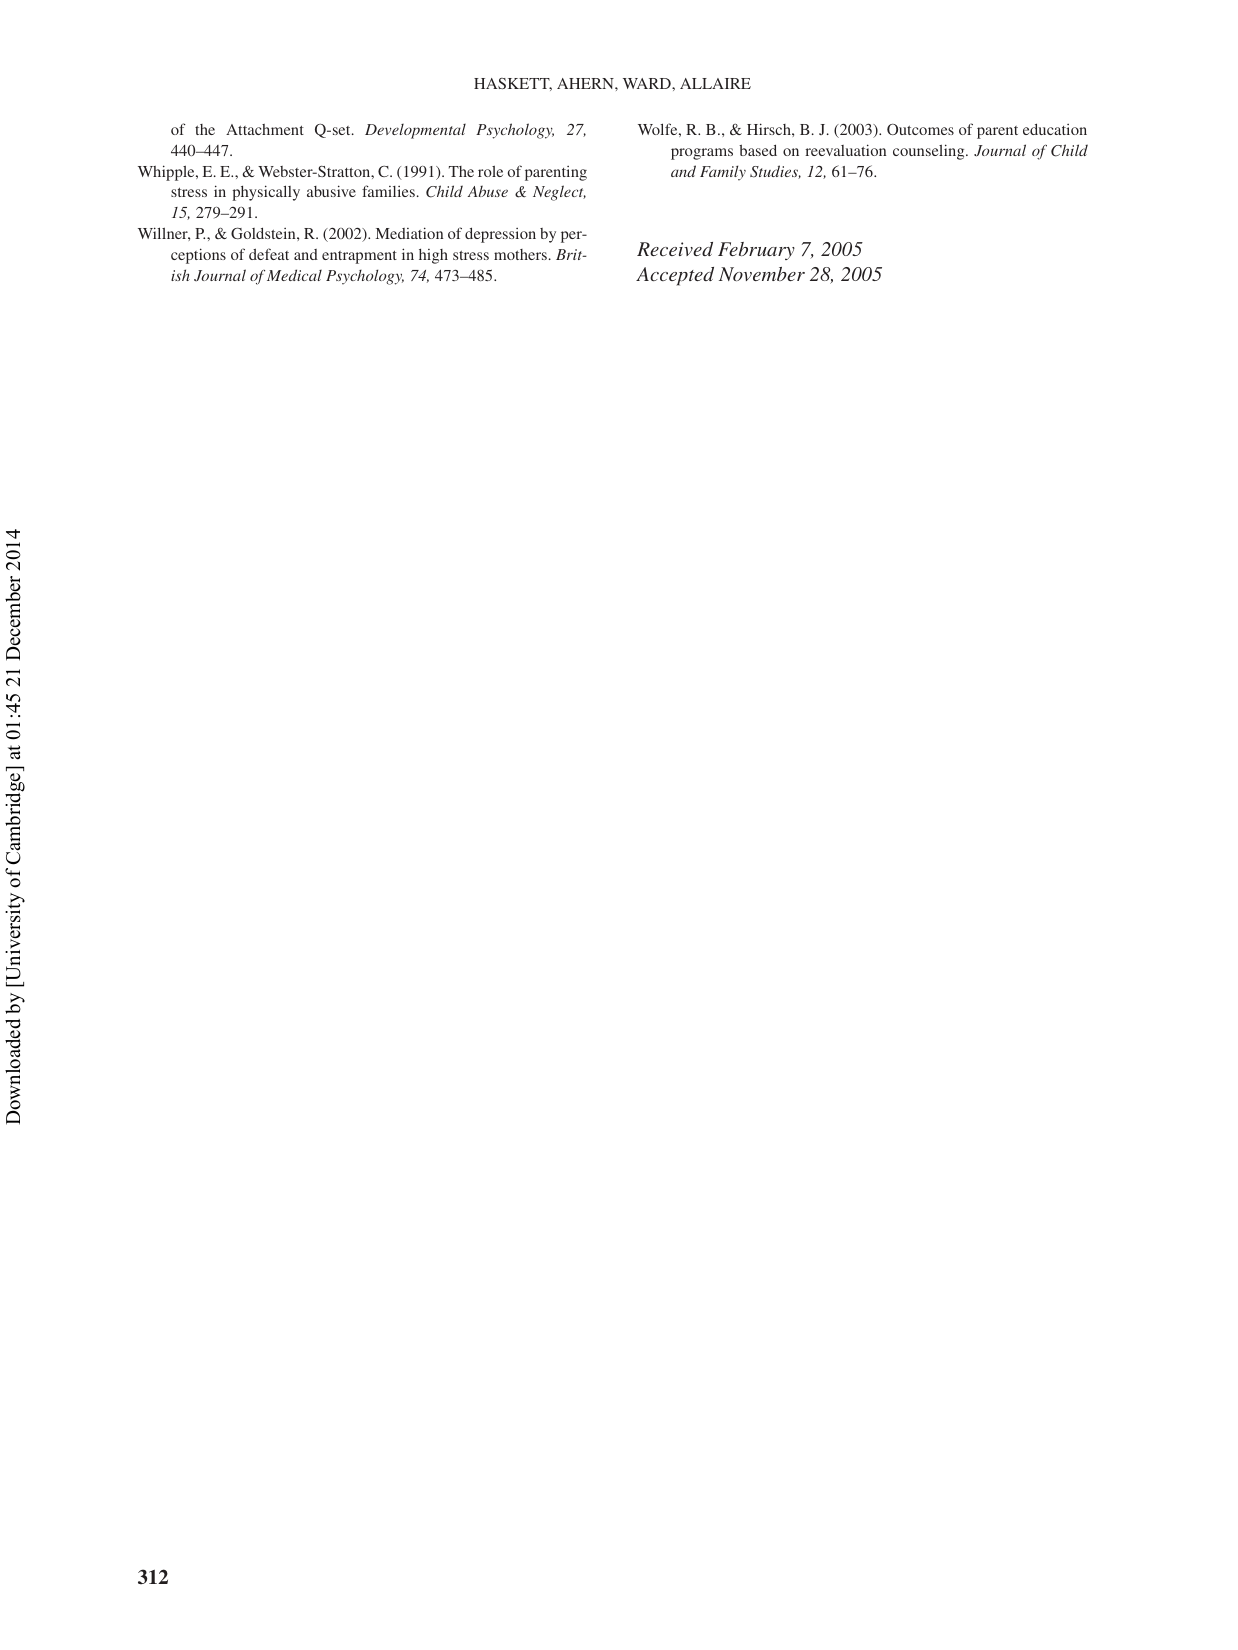 HASKETT, AHERN, WARD, ALLAIRE
of the Attachment Q-set. Developmental Psychology, 27,
440–447.
Whipple, E. E., & Webster-Stratton, C. (1991). The role of parenting
stress in physically abusive families. Child Abuse & Neglect,
15, 279–291.
Willner, P., & Goldstein, R. (2002). Mediation of depression by per-
ceptions of defeat and entrapment in high stress mothers. Brit-
ish Journal of Medical Psychology, 74, 473–485.
Wolfe, R. B., & Hirsch, B. J. (2003). Outcomes of parent education
programs based on reevaluation counseling. Journal of Child
and Family Studies, 12, 61–76.
Received February 7, 2005
Accepted November 28, 2005
Downloaded by [University of Cambridge] at 01:45 21 December 2014
312